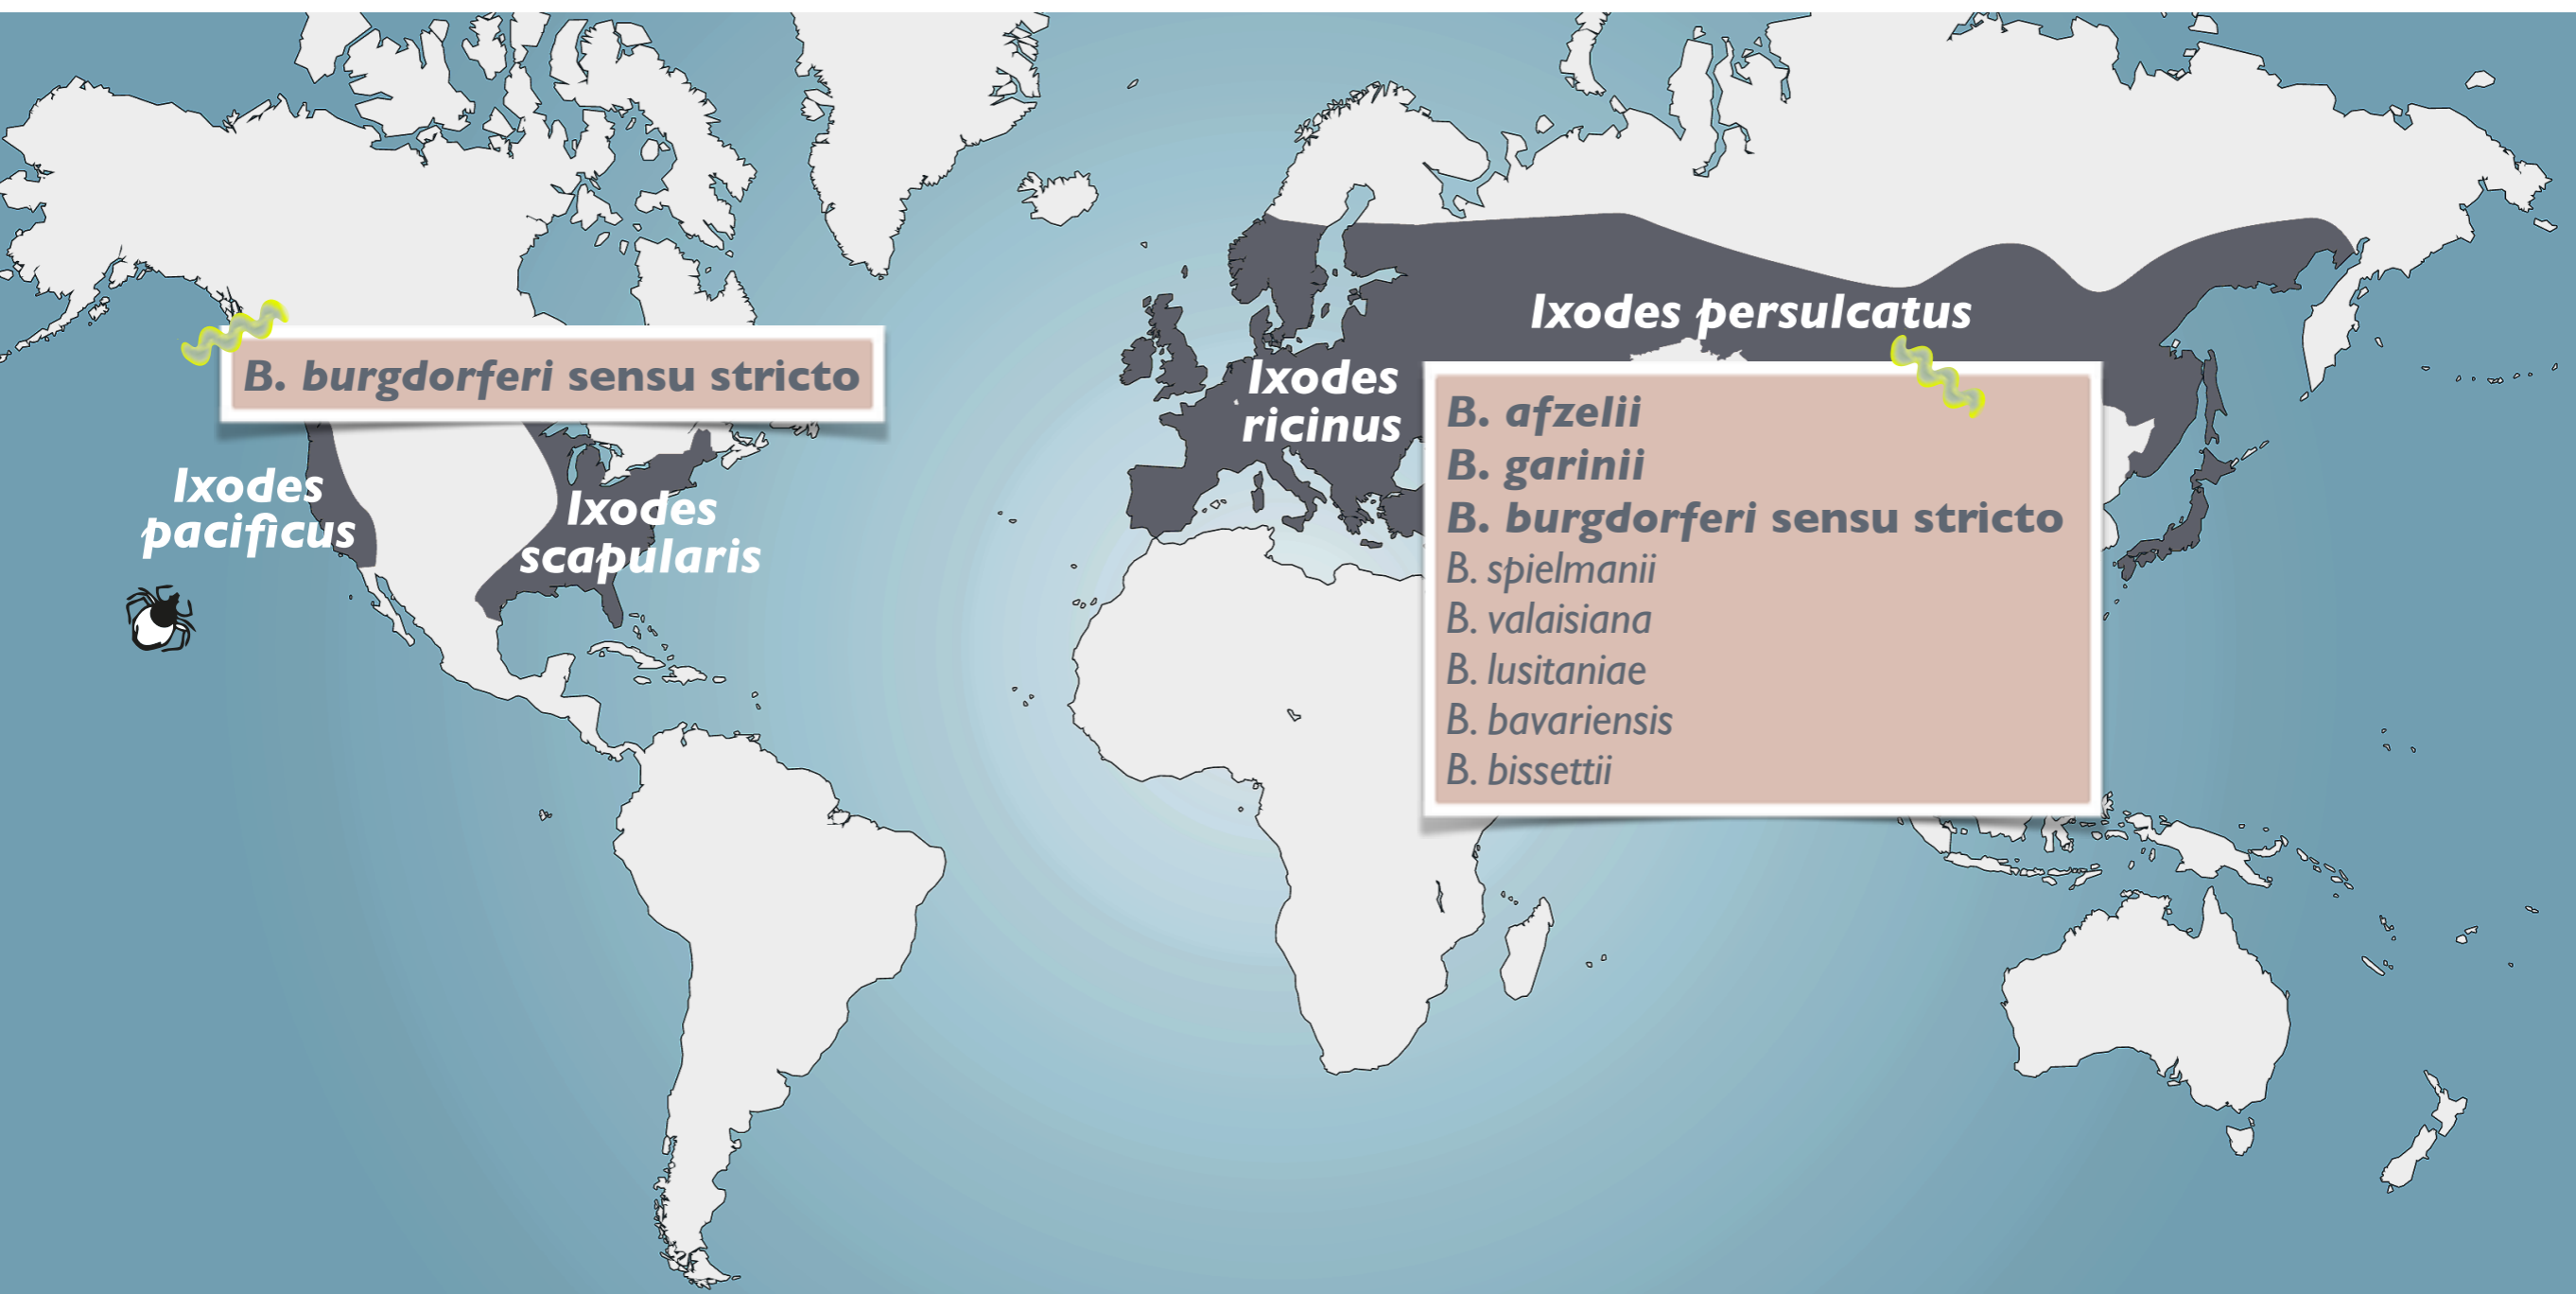 B. burgdorferi sensu stricto
Ixodes
pacificus
Ixodes
scapularis
Ixodes
ricinus
Ixodes persulcatus
B. afzelii
B. garinii
B. burgdorferi sensu stricto
B. spielmanii
B. valaisiana
B. lusitaniae
B. bavariensis
B. bissettii